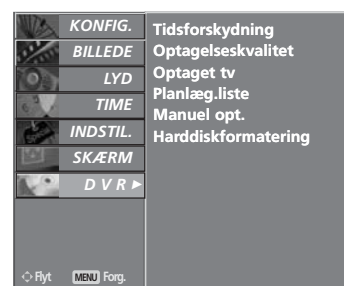 KONFIG.
BILLEDE
LYD
TIME
INDSTIL.
SKÆRM
D V R ▶
Tidsforskydning
Optagelseskvalitet
Optaget tv
Planlæg.liste
Manuel opt.
Harddiskformatering
Flyt MENU Forg.